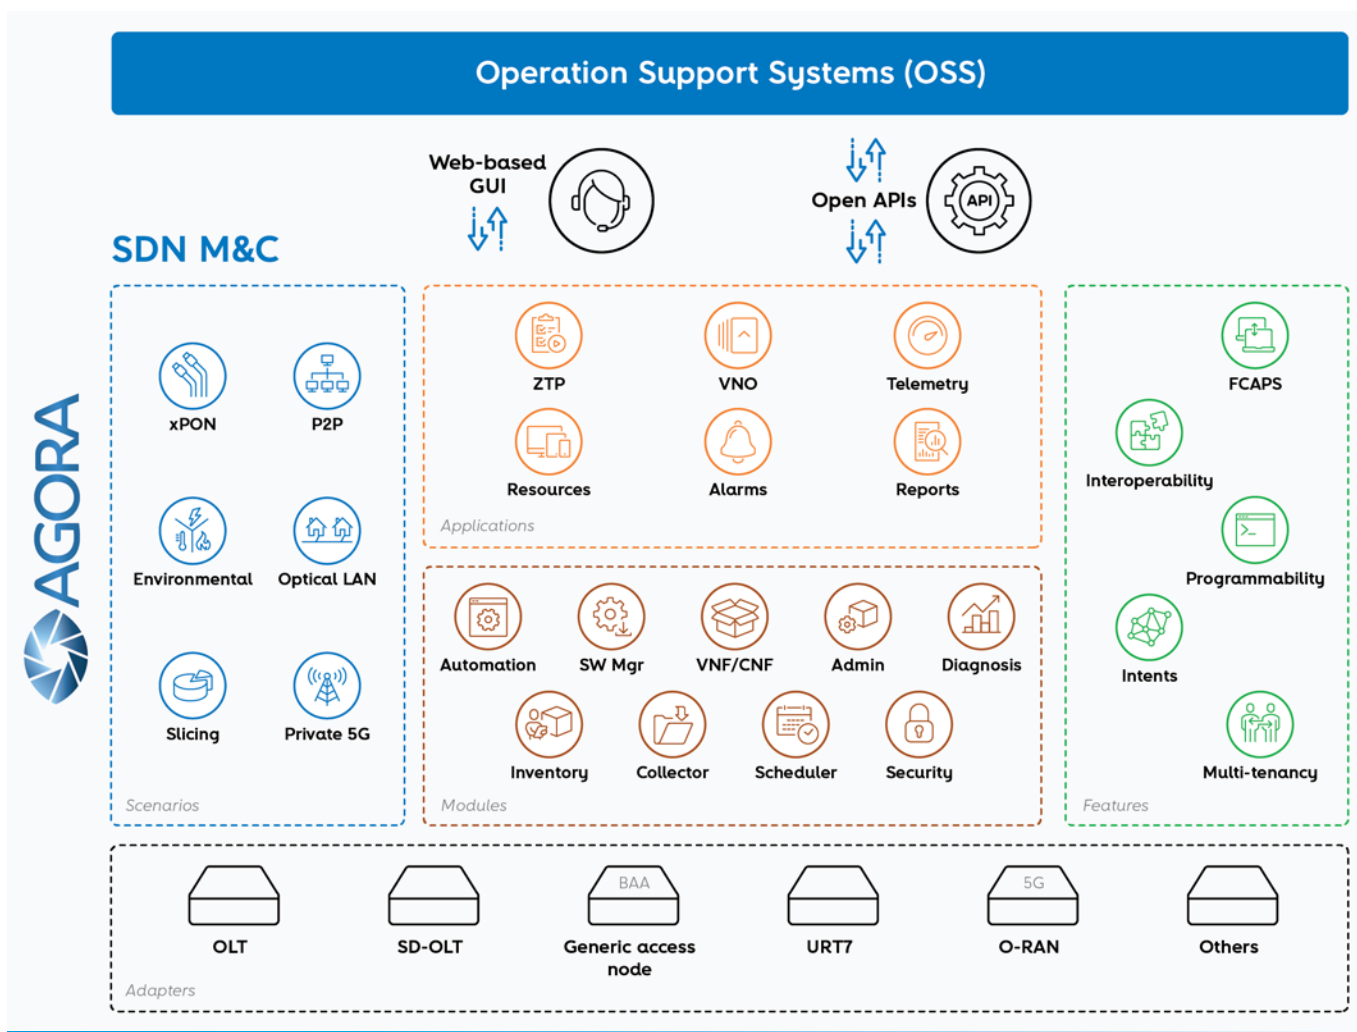 Operation Support Systems (OSS)
Web-based
GUI
Open APIs
API
SDN M&C
AGORA
xPON
P2P
Environmental
Optical LAN
Slicing
Private 5G
Scenarios
ZTP
VNO
Telemetry
Resources
Alarms
Reports
Applications
Automation
SW Mgr
VNF/CNF
Admin
Diagnosis
Inventory
Collector
Scheduler
Security
Modules
FCAPS
Interoperability
Programmability
Intents
Multi-tenancy
Features
BAA
5G
OLT
SD-OLT
Generic access
node
URT7
O-RAN
Others
Adapters